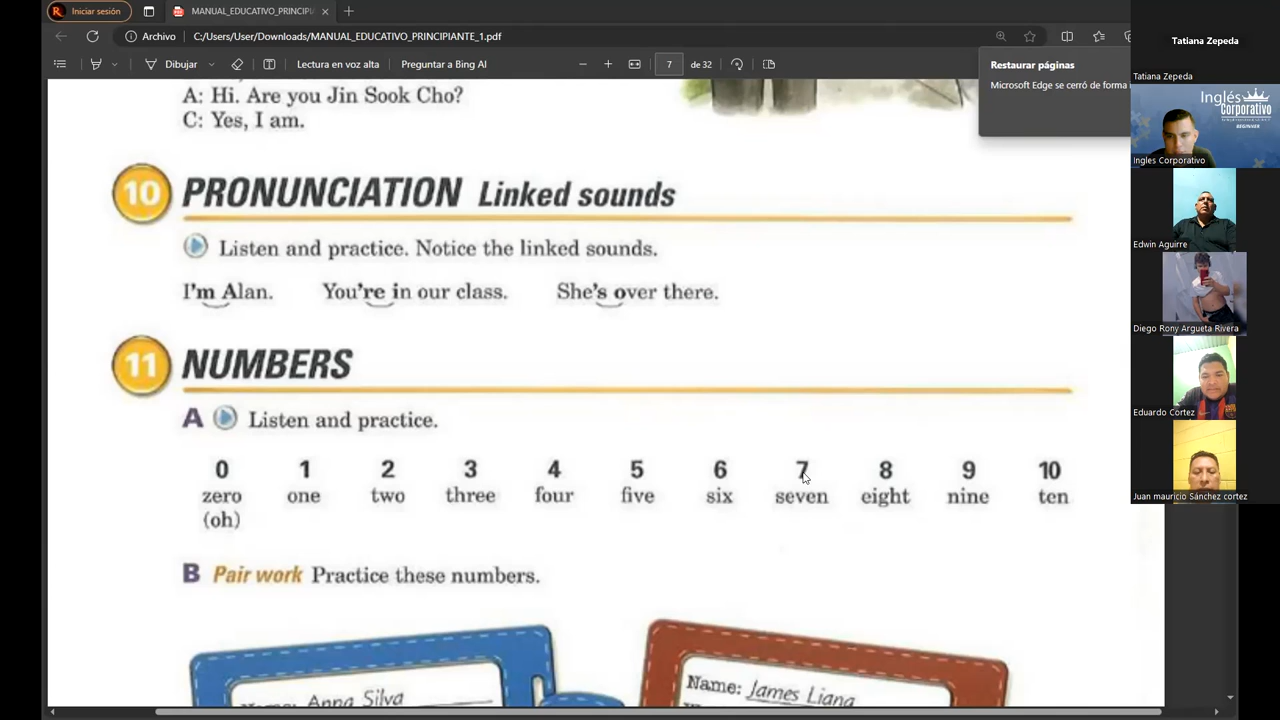 Iniciar sesión
MANUAL_EDUCATIVO_PRINCIPI
Archivo
C:/Users/User/Downloads/MANUAL_EDUCATIVO_PRINCIPIANTE_1.pdf
Dibujar
Lectura en voz alta
Preguntar a Bing AI
7
de 32
Restaurar páginas
Microsoft Edge se cerró de forma
A: Hi. Are you Jin Sook Cho?
C: Yes, I am.
10 PRONUNCIATION Linked sounds
Listen and practice. Notice the linked sounds.
I'm Alan. You're in our class. She's over there.
11 NUMBERS
A Listen and practice.
0 1 2 3 4 5 6 7 8 9 10
zero one two three four five six seven eight nine ten
(oh)
B Pair work Practice these numbers.
Name: Anna Silva
Name: James Liang
Tatiana Zepeda
Tatiana Zepeda
Inglés
Corporativo
BEGINNER
Ingles Corporativo
Edwin Aguirre
Diego Rony Argueta Rivera
Eduardo Cortez
Juan mauricio Sánchez cortez